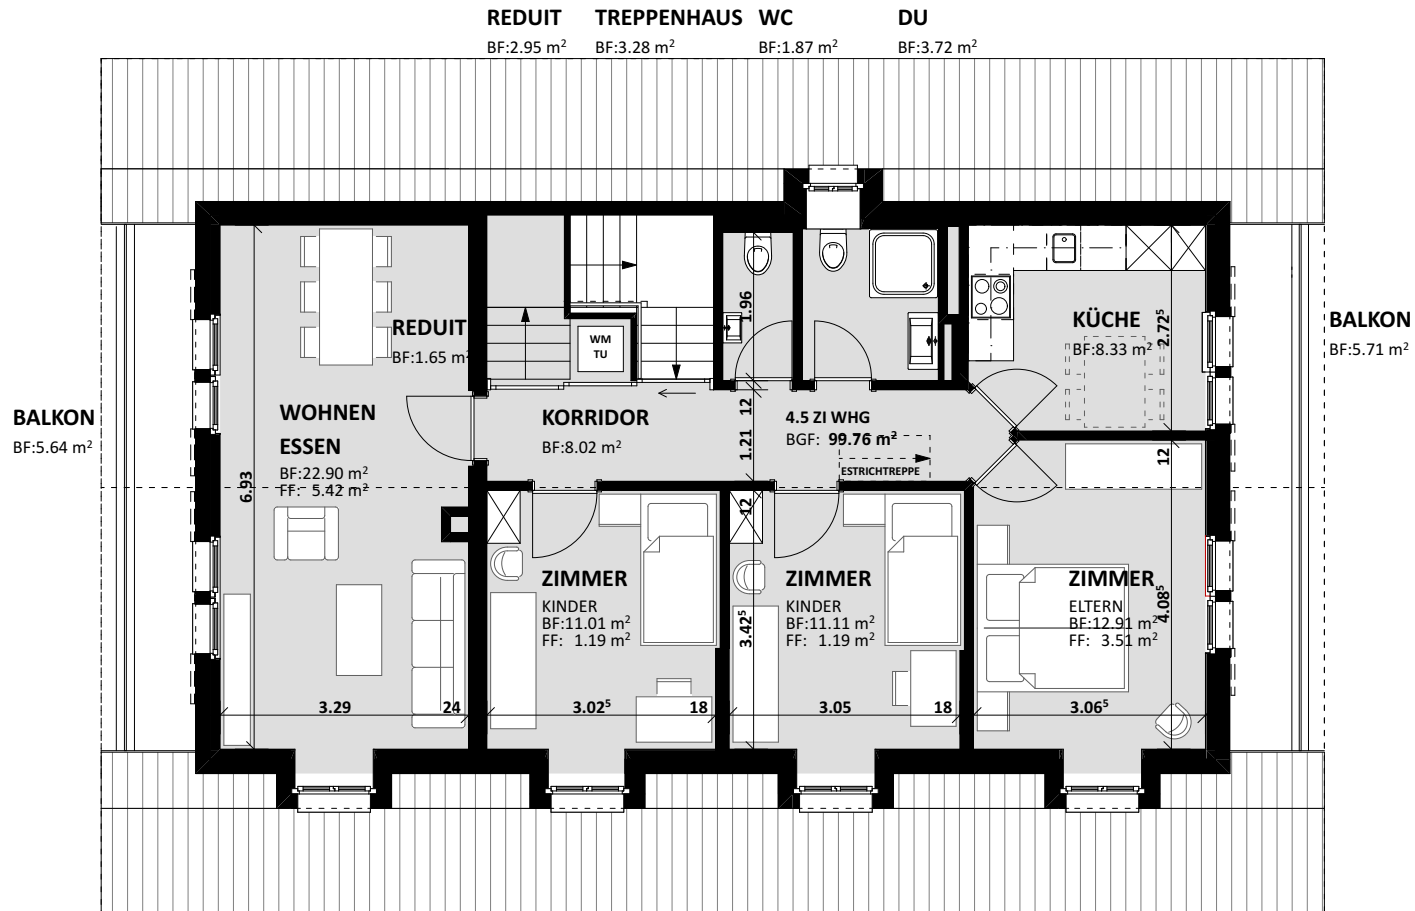 REDUIT
BF:2.95 m²
TREPPENHAUS
BF:3.28 m²
WC
BF:1.87 m²
DU
BF:3.72 m²
REDUIT
BF:1.65 m²
WM
TU
1.96
KÜCHE
BF:8.33 m²
2.72⁵
BALKON
BF:5.71 m²
BALKON
BF:5.64 m²
WOHNEN
ESSEN
BF:22.90 m²
FF: 5.42 m²
6.93
KORRIDOR
BF:8.02 m²
12
1.21
12
4.5 ZI WHG
BGF: 99.76 m²
ESTRICHTREPPE
12
ZIMMER
KINDER
BF:11.01 m²
FF: 1.19 m²
3.42⁵
ZIMMER
KINDER
BF:11.11 m²
FF: 1.19 m²
ZIMMER
ELTERN
BF:12.91 m²
FF: 3.51 m²
4.08⁵
3.29
24
3.02⁵
18
3.05
18
3.06⁵